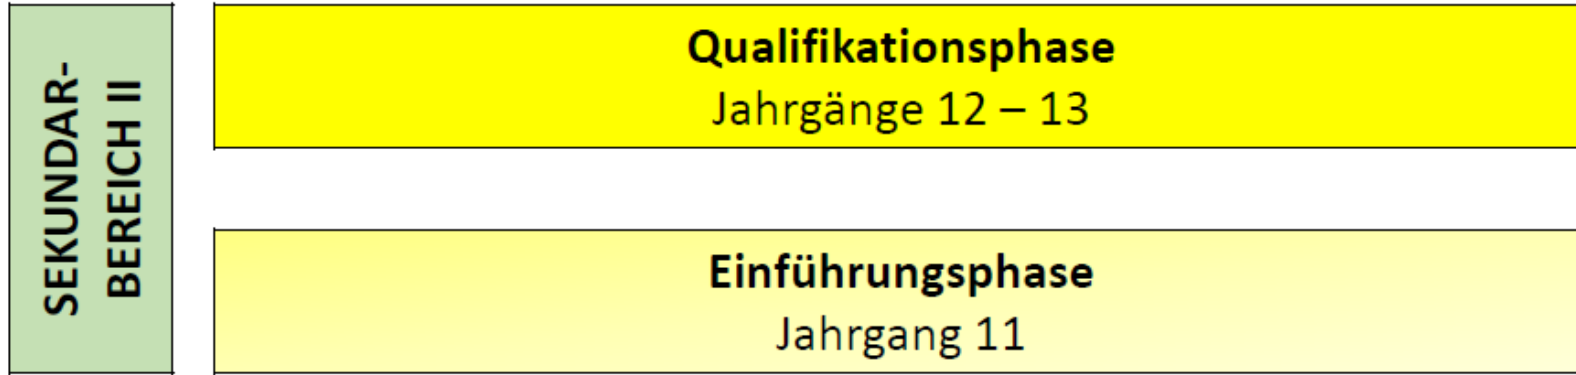 SEKUNDAR-
BEREICH II
Qualifikationsphase
Jahrgänge 12 – 13
Einführungsphase
Jahrgang 11